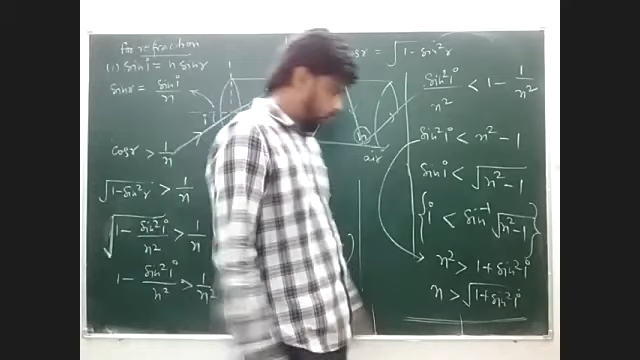 for refraction
(1) sin i = n sin r
sin r = sin i / n
cos r > 1/n
√(1-sin²r) > 1/n
√(1 - sin²i/n²) > 1/n
1 - sin²i/n² > 1/n²
i
n
air
= √(1-sin²r)
sin²i/n² < 1 - 1/n²
sin²i < n² - 1
sin i < √(n²-1)
{ i < sin⁻¹ √(n²-1) }
n² > 1 + sin²i
n > √(1+sin²i)